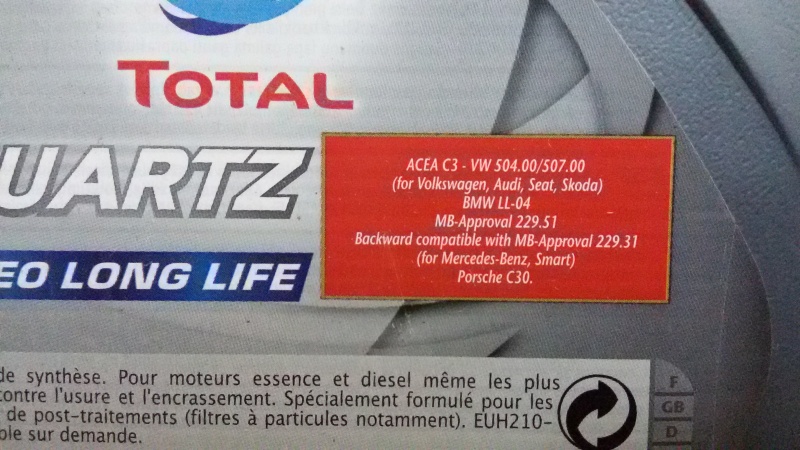 TOTAL
UARTZ
EO LONG LIFE
ACEA C3 - VW 504.00/507.00
(for Volkswagen, Audi, Seat, Skoda)
BMW LL-04
MB-Approval 229.51
Backward compatible with MB-Approval 229.31
(for Mercedes-Benz, Smart)
Porsche C30.
de synthèse. Pour moteurs essence et diesel même les plus
contre l'usure et l'encrassement. Spécialement formulé pour les
de post-traitements (filtres à particules notamment). EUH210-
ble sur demande.
F
GB
D